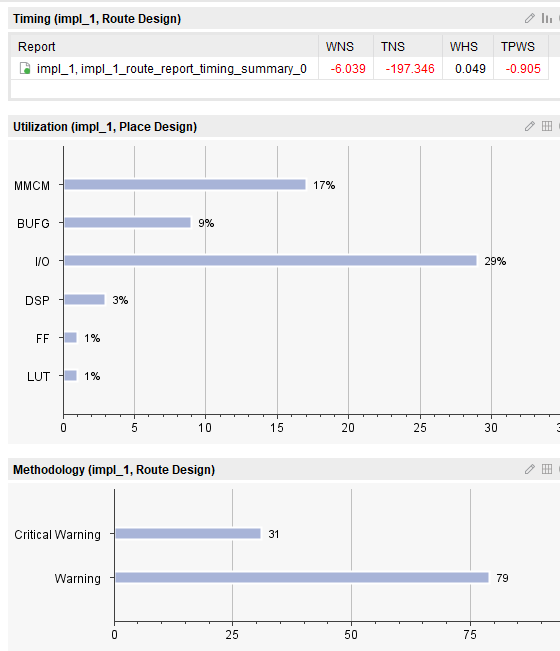 Timing (impl_1, Route Design)
Report WNS TNS WHS TPWS
impl_1, impl_1_route_report_timing_summary_0 -6.039 -197.346 0.049 -0.905
Utilization (impl_1, Place Design)
MMCM 17%
BUFG 9%
I/O 29%
DSP 3%
FF 1%
LUT 1%
0 5 10 15 20 25 30
Methodology (impl_1, Route Design)
Critical Warning 31
Warning 79
0 25 50 75